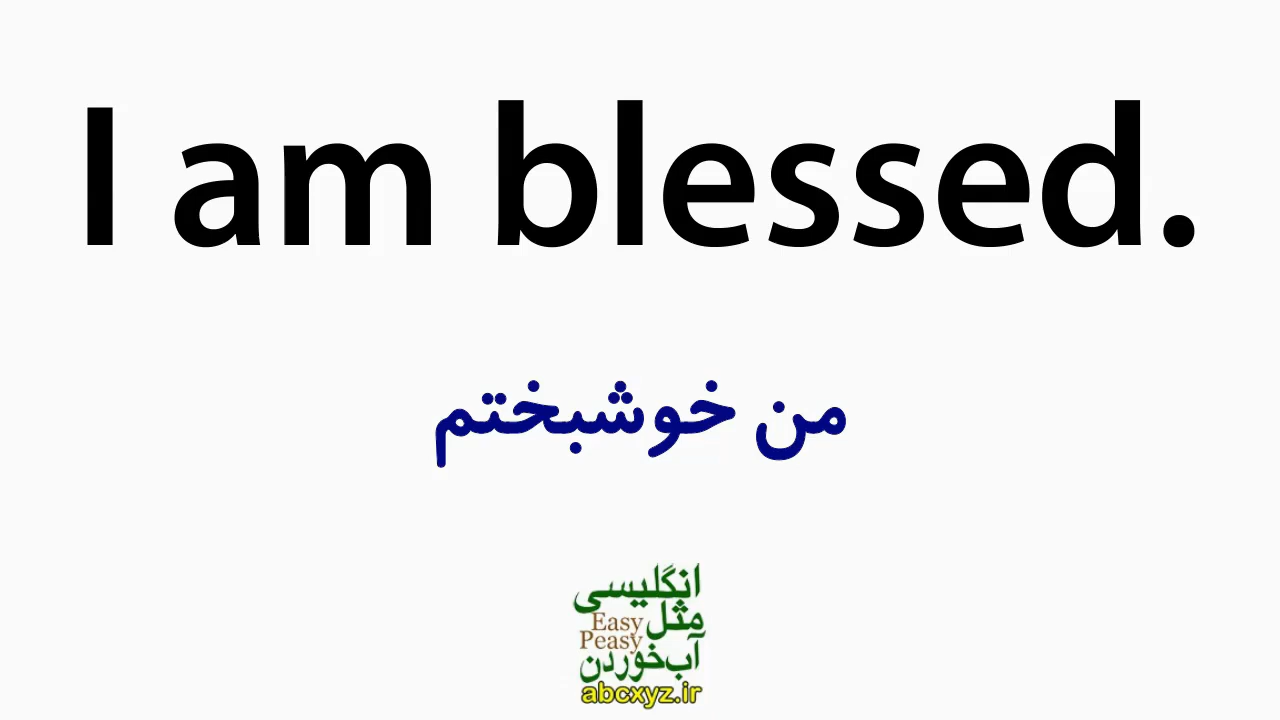 I am blessed.
من خوشبختم
انگلیسی
مثل
Easy
Peasy
آب‌خوردن
abcxyz.ir